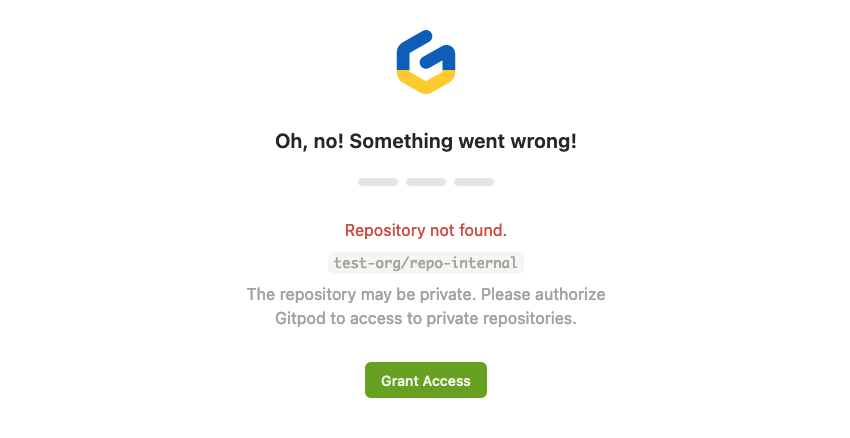 Oh, no! Something went wrong!
Repository not found.
test-org/repo-internal
The repository may be private. Please authorize
Gitpod to access to private repositories.
Grant Access